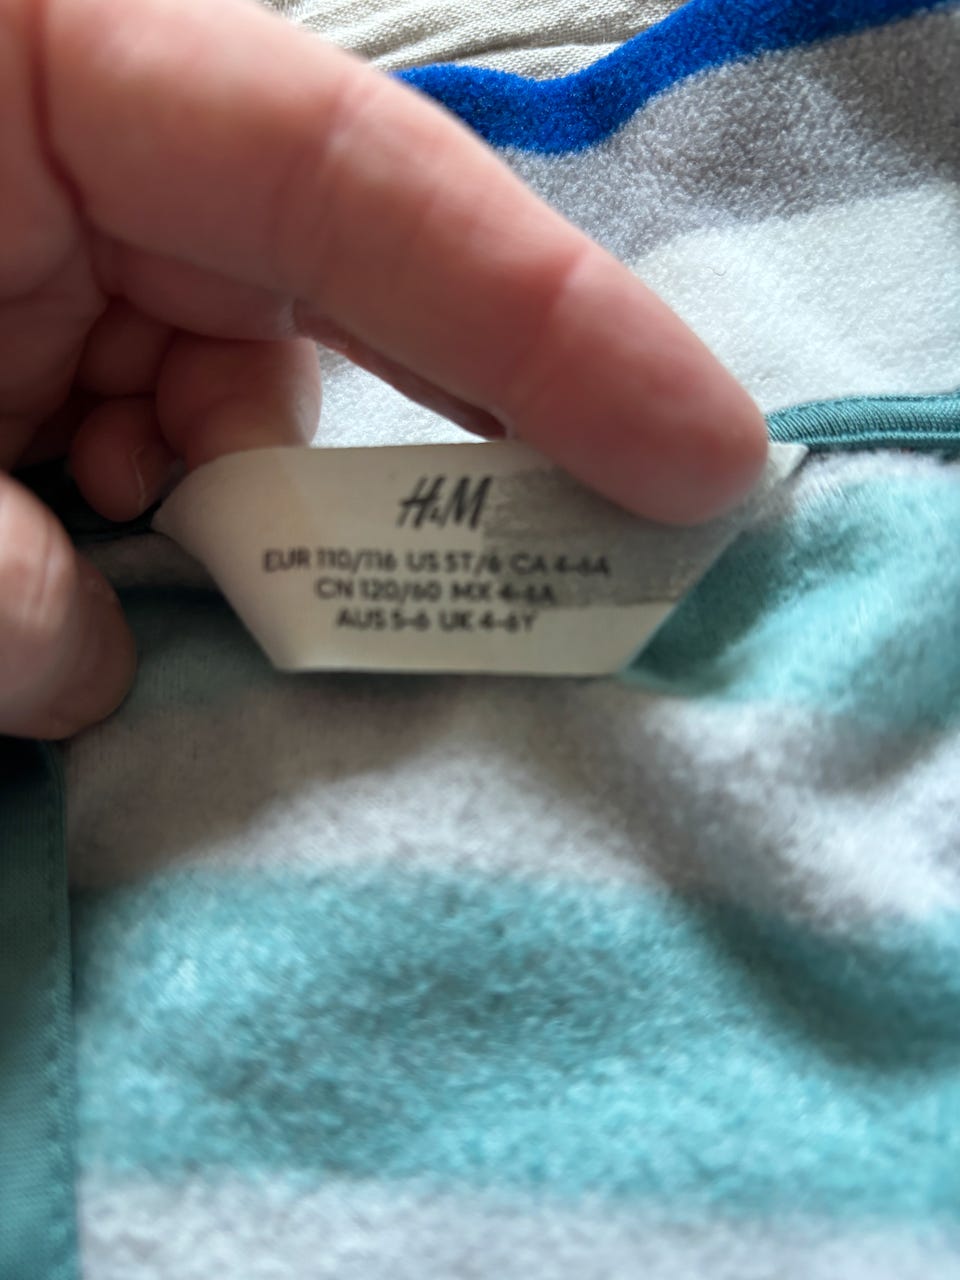 H&M
EUR 110/116 US 5T/6 CA 4-6A
CN 120/60 MX 4-6A
AUS 5-6 UK 4-6Y